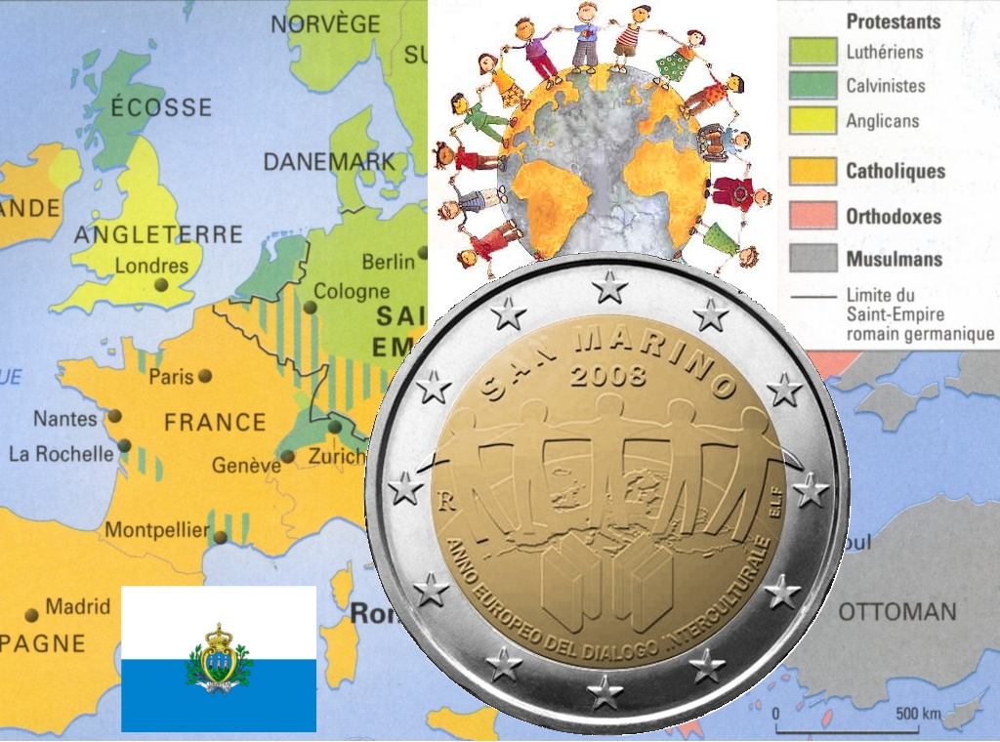 NORVÈGE
SU
ÉCOSSE
DANEMARK
ANDE
ANGLETERRE
Londres
Berlin
Cologne
SAI
EM
Paris
Nantes
FRANCE
La Rochelle
Genève
Zurich
Montpellier
Madrid
PAGNE
Ron
UE
Protestants
Luthériens
Calvinistes
Anglicans
Catholiques
Orthodoxes
Musulmans
Limite du
Saint-Empire
romain germanique
SAN MARINO
2008
R
E.L.F
ANNO EUROPEO DEL DIALOGO INTERCULTURALE
oul
OTTOMAN
0 500 km